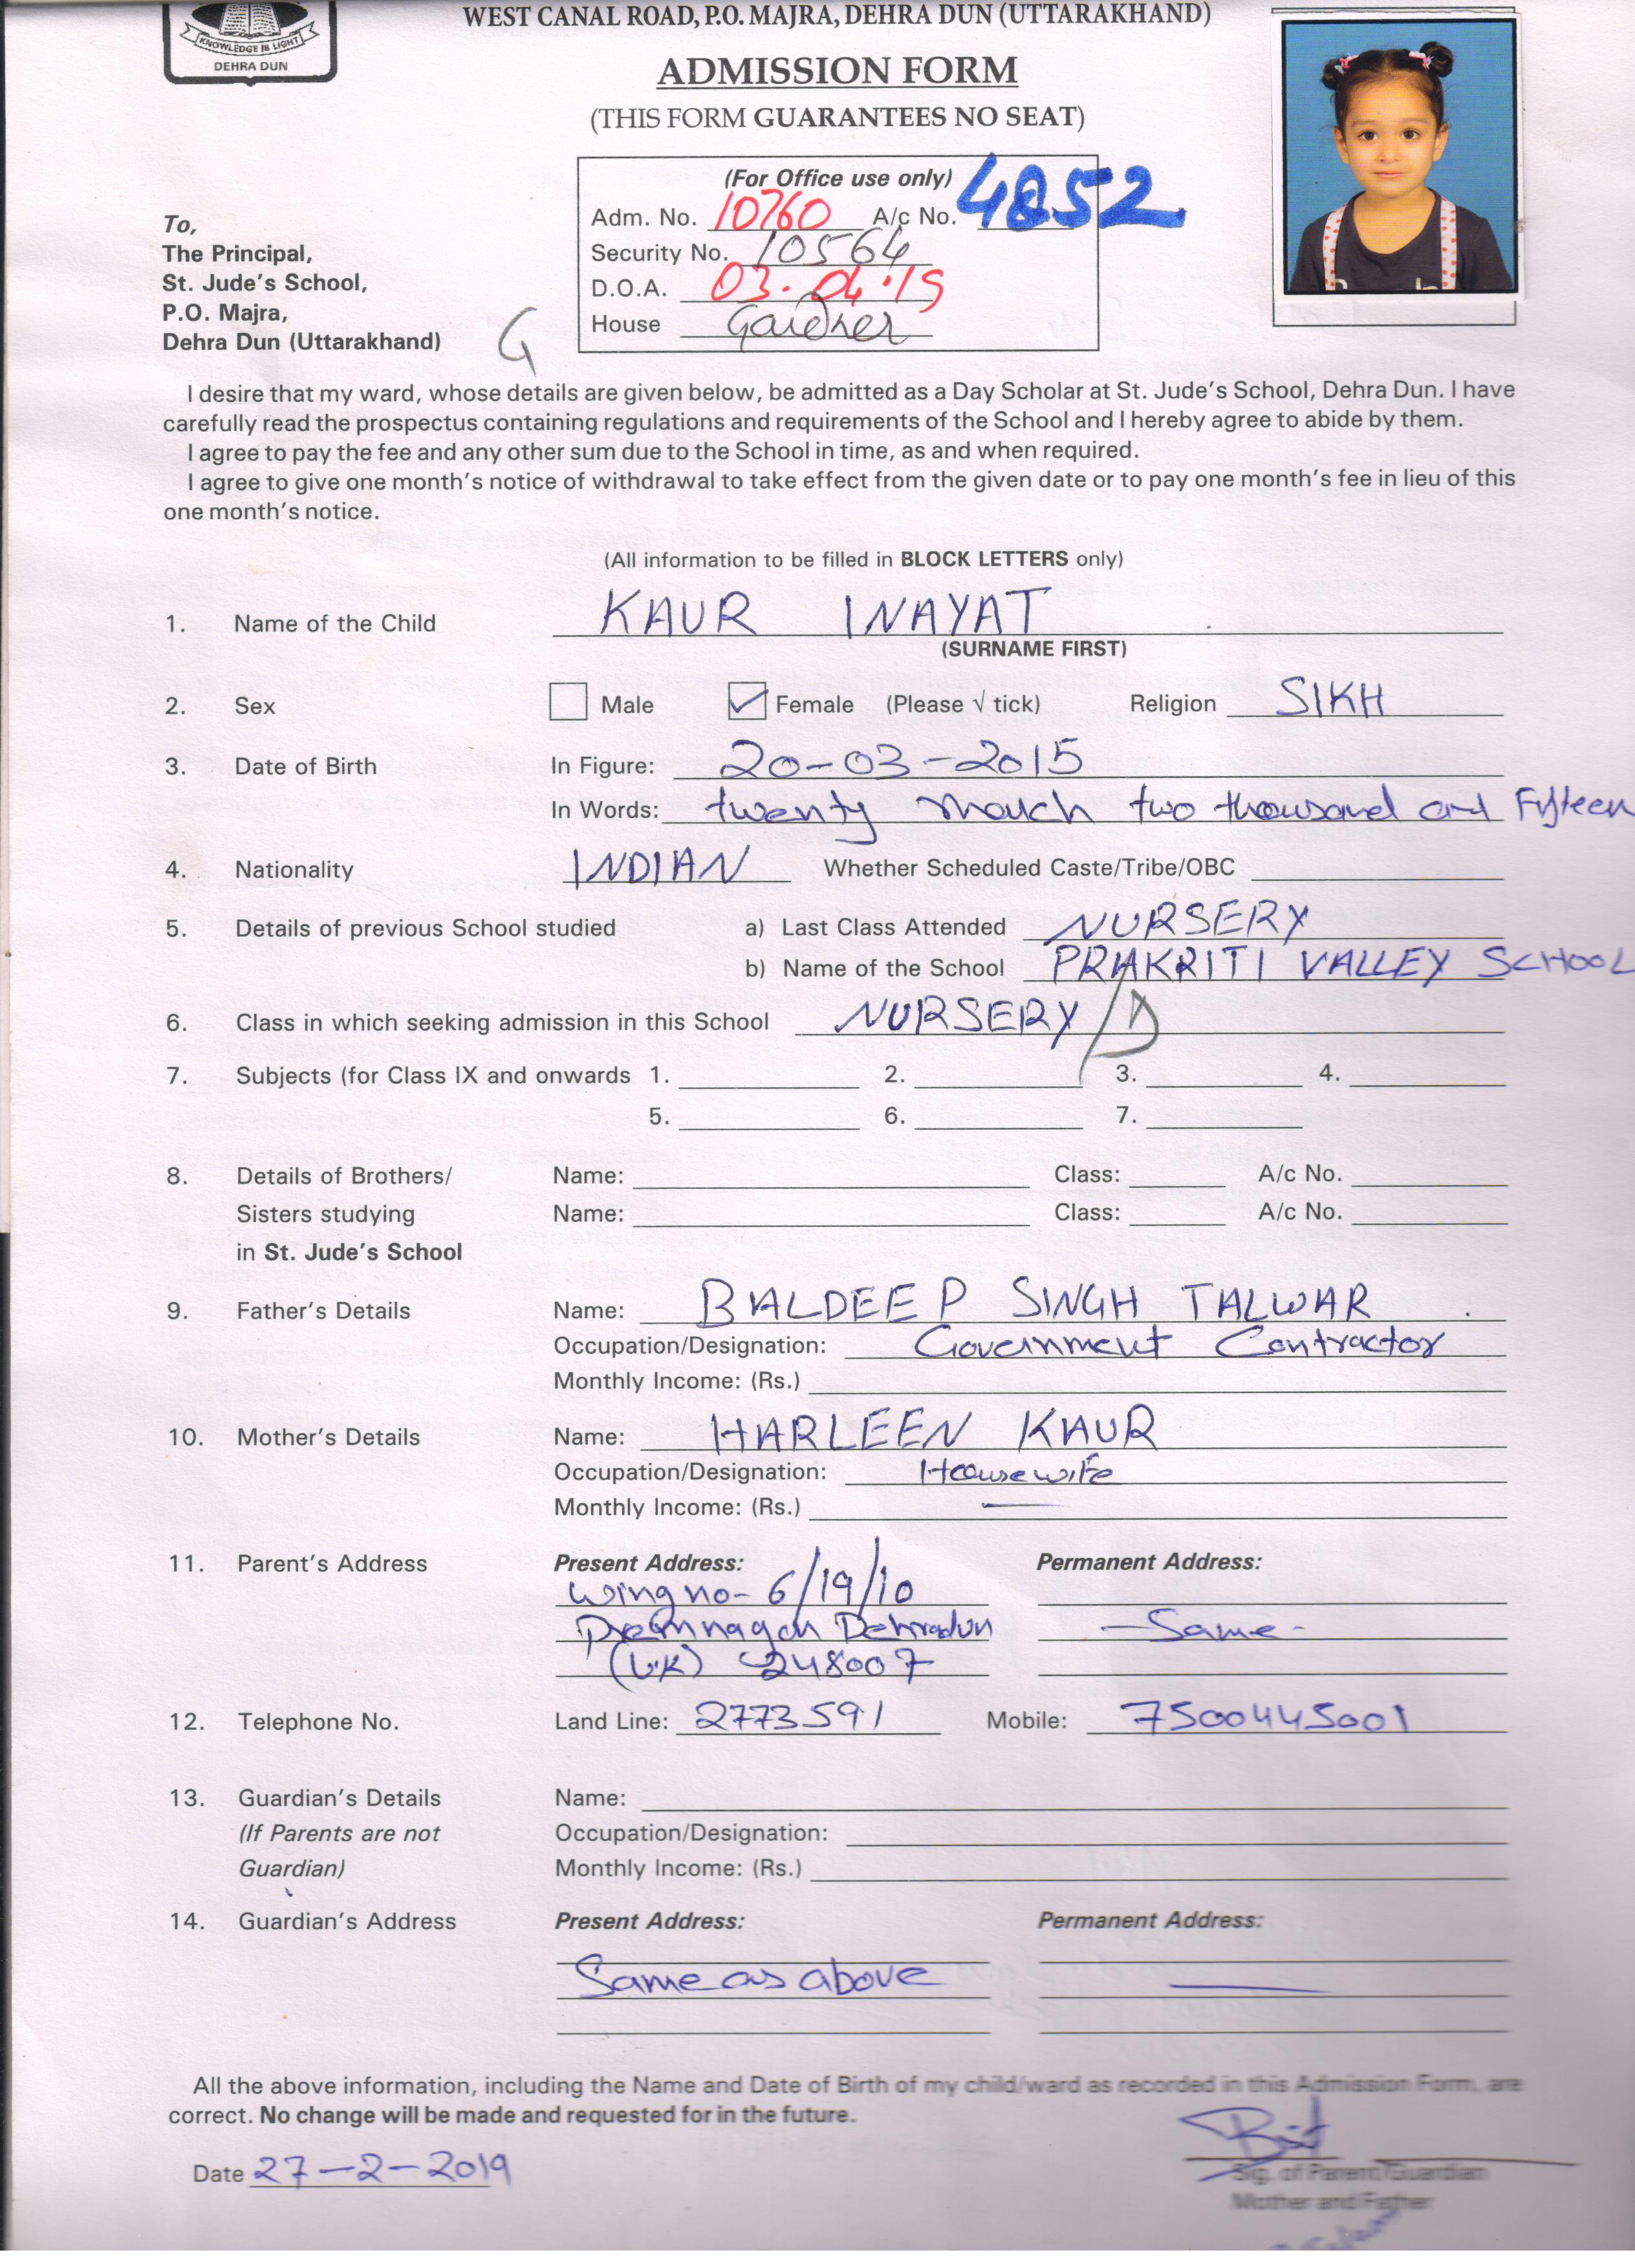 KNOWLEDGE IS LIGHT
DEHRA DUN
WEST CANAL ROAD, P.O. MAJRA, DEHRA DUN (UTTARAKHAND)
ADMISSION FORM
(THIS FORM GUARANTEES NO SEAT)
(For Office use only)
Adm. No. 10760 A/c No. 4852
Security No. 10564
D.O.A. 03.04.19
House Gardner
To,
The Principal,
St. Jude's School,
P.O. Majra,
Dehra Dun (Uttarakhand)
G
I desire that my ward, whose details are given below, be admitted as a Day Scholar at St. Jude's School, Dehra Dun. I have
carefully read the prospectus containing regulations and requirements of the School and I hereby agree to abide by them.
I agree to pay the fee and any other sum due to the School in time, as and when required.
I agree to give one month's notice of withdrawal to take effect from the given date or to pay one month's fee in lieu of this
one month's notice.
(All information to be filled in BLOCK LETTERS only)
1. Name of the Child KAUR INAYAT
(SURNAME FIRST)
2. Sex Male Female (Please √ tick) Religion SIKH
3. Date of Birth In Figure: 20-03-2015
In Words: twenty March two thousand and Fifteen
4. Nationality INDIAN Whether Scheduled Caste/Tribe/OBC
5. Details of previous School studied a) Last Class Attended NURSERY
b) Name of the School PRAKRITI VALLEY SCHOOL
6. Class in which seeking admission in this School NURSERY / D
7. Subjects (for Class IX and onwards 1. 2. 3. 4.
5. 6. 7.
8. Details of Brothers/ Name: Class: A/c No.
Sisters studying Name: Class: A/c No.
in St. Jude's School
9. Father's Details Name: BALDEEP SINGH TALWAR
Occupation/Designation: Government Contractor
Monthly Income: (Rs.)
10. Mother's Details Name: HARLEEN KAUR
Occupation/Designation: Housewife
Monthly Income: (Rs.) —
11. Parent's Address Present Address: Permanent Address:
Wing no- 6/19/10
Premnagar Dehradun - Same -
(U.K) 248007
12. Telephone No. Land Line: 2773591 Mobile: 7500445001
13. Guardian's Details Name:
(If Parents are not Occupation/Designation:
Guardian) Monthly Income: (Rs.)
14. Guardian's Address Present Address: Permanent Address:
Same as above —
All the above information, including the Name and Date of Birth of my child/ward as recorded in this Admission Form, are
correct. No change will be made and requested for in the future.
Date 27-2-2019
Sig. of Parent/Guardian
Mother and Father